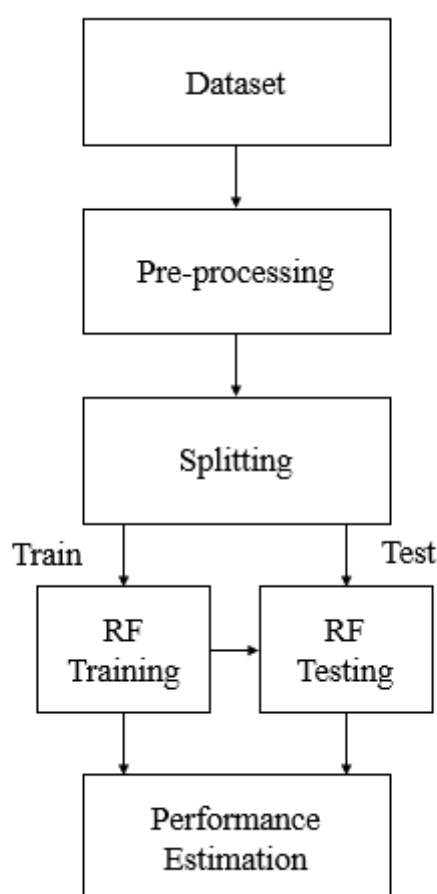 Dataset
Pre-processing
Splitting
Train
Test
RF
Training
RF
Testing
Performance
Estimation